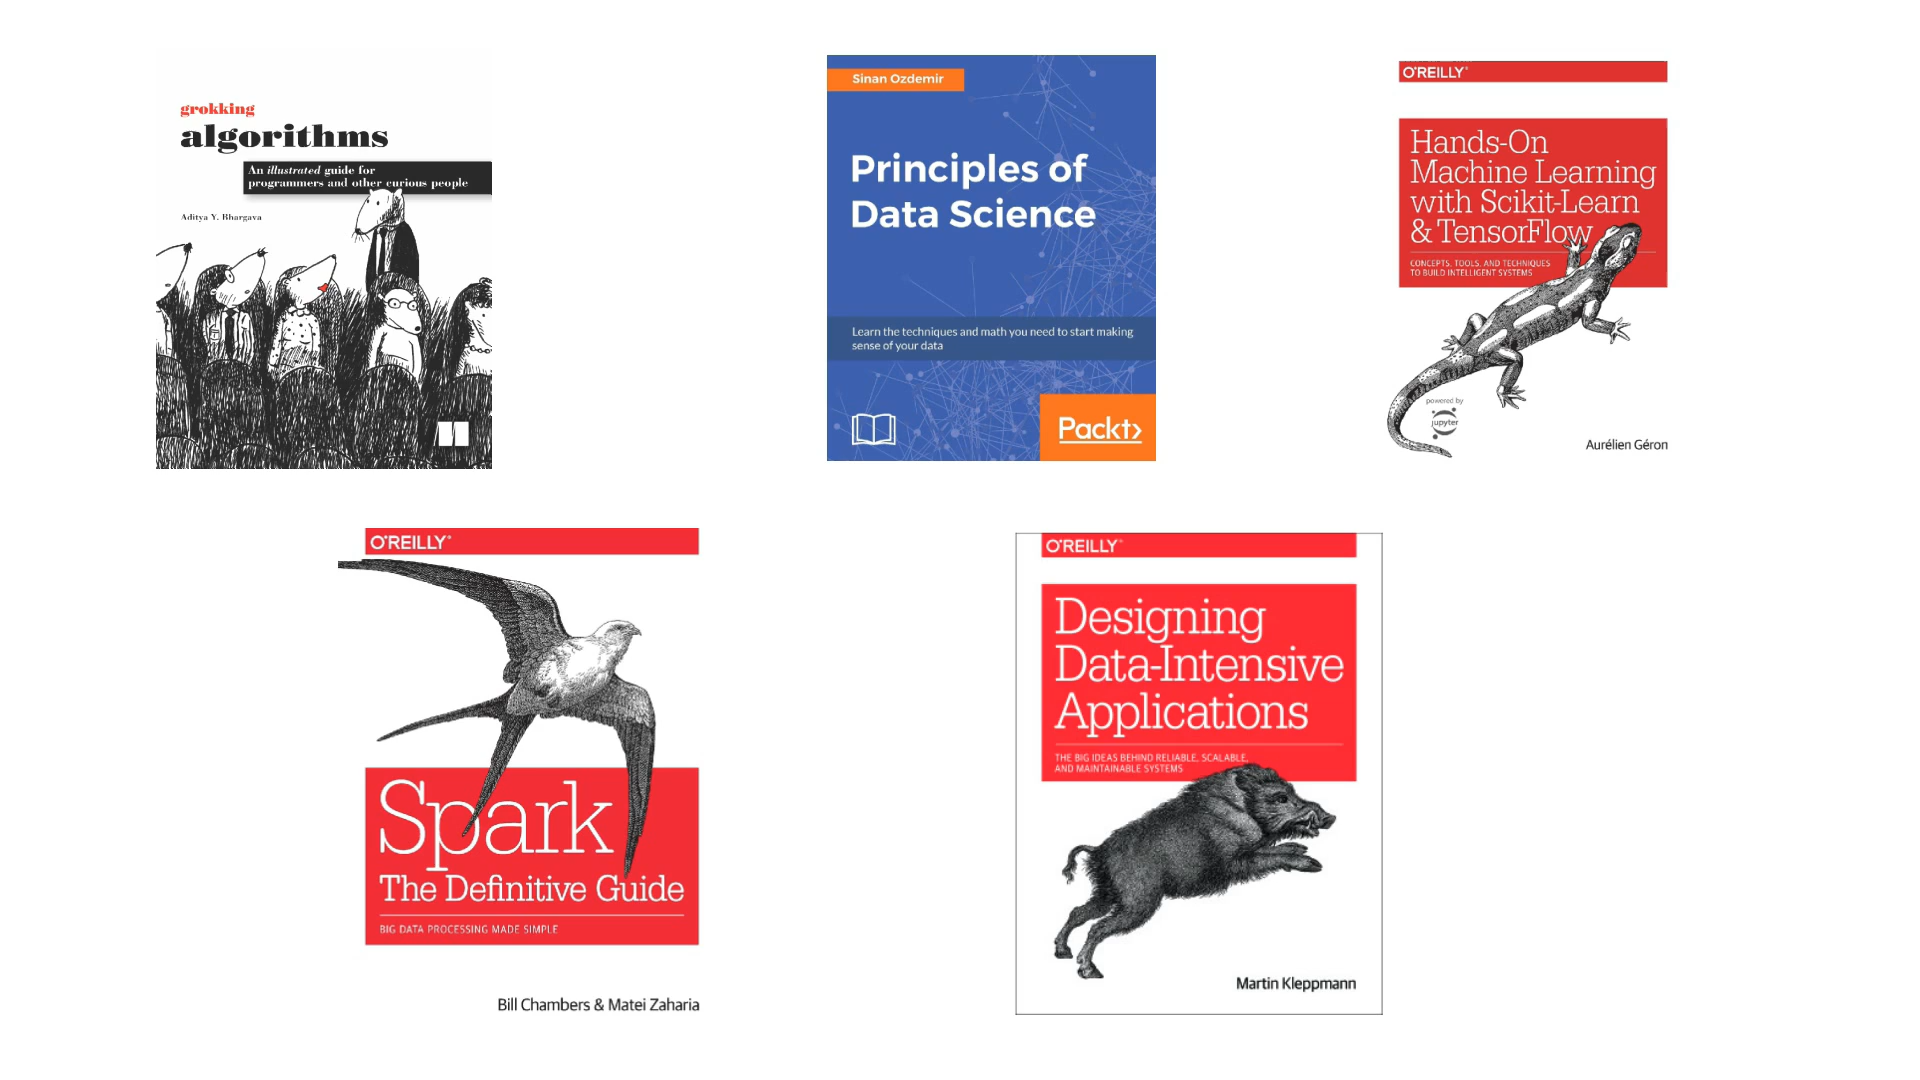 grokking
algorithms
An illustrated guide for
programmers and other curious people
Aditya Y. Bhargava
Sinan Ozdemir
Principles of
Data Science
Learn the techniques and math you need to start making
sense of your data
Packt>
O'REILLY®
Hands-On
Machine Learning
with Scikit-Learn
& TensorFlow
CONCEPTS, TOOLS, AND TECHNIQUES
TO BUILD INTELLIGENT SYSTEMS
powered by
jupyter
Aurélien Géron
O'REILLY®
Spark
The Definitive Guide
BIG DATA PROCESSING MADE SIMPLE
Bill Chambers & Matei Zaharia
O'REILLY®
Designing
Data-Intensive
Applications
THE BIG IDEAS BEHIND RELIABLE, SCALABLE,
AND MAINTAINABLE SYSTEMS
Martin Kleppmann